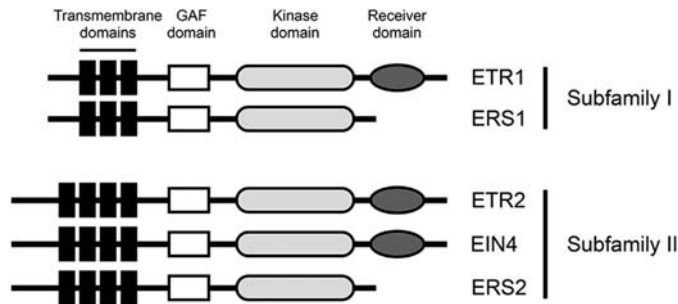 Transmembrane GAF Kinase Receiver
domains domain domain domain
ETR1
Subfamily I
ERS1
ETR2
EIN4 Subfamily II
ERS2